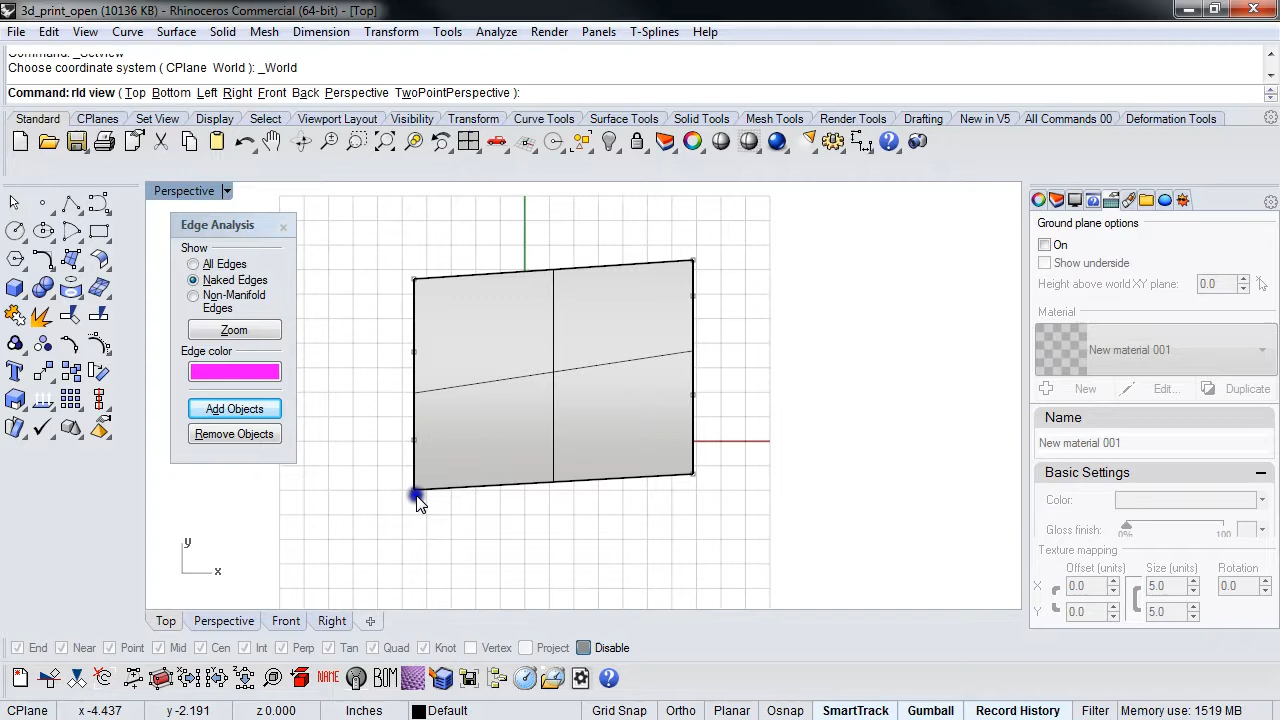 3d_print_open (10136 KB) - Rhinoceros Commercial (64-bit) - [Top]
File Edit View Curve Surface Solid Mesh Dimension Transform Tools Analyze Render Panels T-Splines Help
Choose coordinate system ( CPlane World ): _World
Command: rld view ( Top Bottom Left Right Front Back Perspective TwoPointPerspective ):
Standard CPlanes Set View Display Select Viewport Layout Visibility Transform Curve Tools Surface Tools Solid Tools Mesh Tools Render Tools Drafting New in V5 All Commands 00 Deformation Tools
Perspective
Edge Analysis
Show
All Edges
Naked Edges
Non-Manifold
Edges
Zoom
Edge color
Add Objects
Remove Objects
y
x
Ground plane options
On
Show underside
Height above world XY plane: 0.0
Material
New material 001
New Edit... Duplicate
Name
New material 001
Basic Settings
Color:
Gloss finish:
0% 100
Texture mapping
Offset (units) Size (units) Rotation
X 0.0 5.0 0.0
Y 0.0 5.0
Top Perspective Front Right
End Near Point Mid Cen Int Perp Tan Quad Knot Vertex Project Disable
NAME BOM
CPlane x -4.437 y -2.191 z 0.000 Inches Default Grid Snap Ortho Planar Osnap SmartTrack Gumball Record History Filter Memory use: 1519 MB